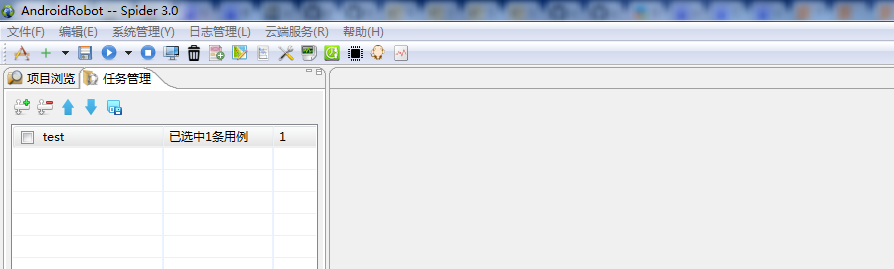 AndroidRobot -- Spider 3.0
文件(F) 编辑(E) 系统管理(Y) 日志管理(L) 云端服务(R) 帮助(H)
项目浏览 任务管理
test 已选中1条用例 1